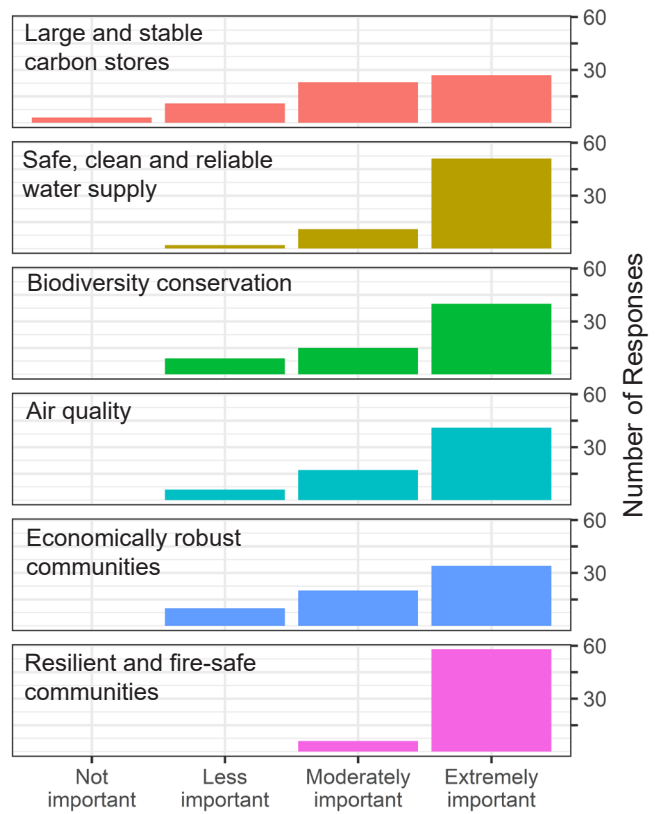 Large and stable
carbon stores
60
30
Safe, clean and reliable
water supply
60
30
Biodiversity conservation
60
30
Air quality
60
30
Economically robust
communities
60
30
Resilient and fire-safe
communities
60
30
Number of Responses
Not important
Less important
Moderately important
Extremely important